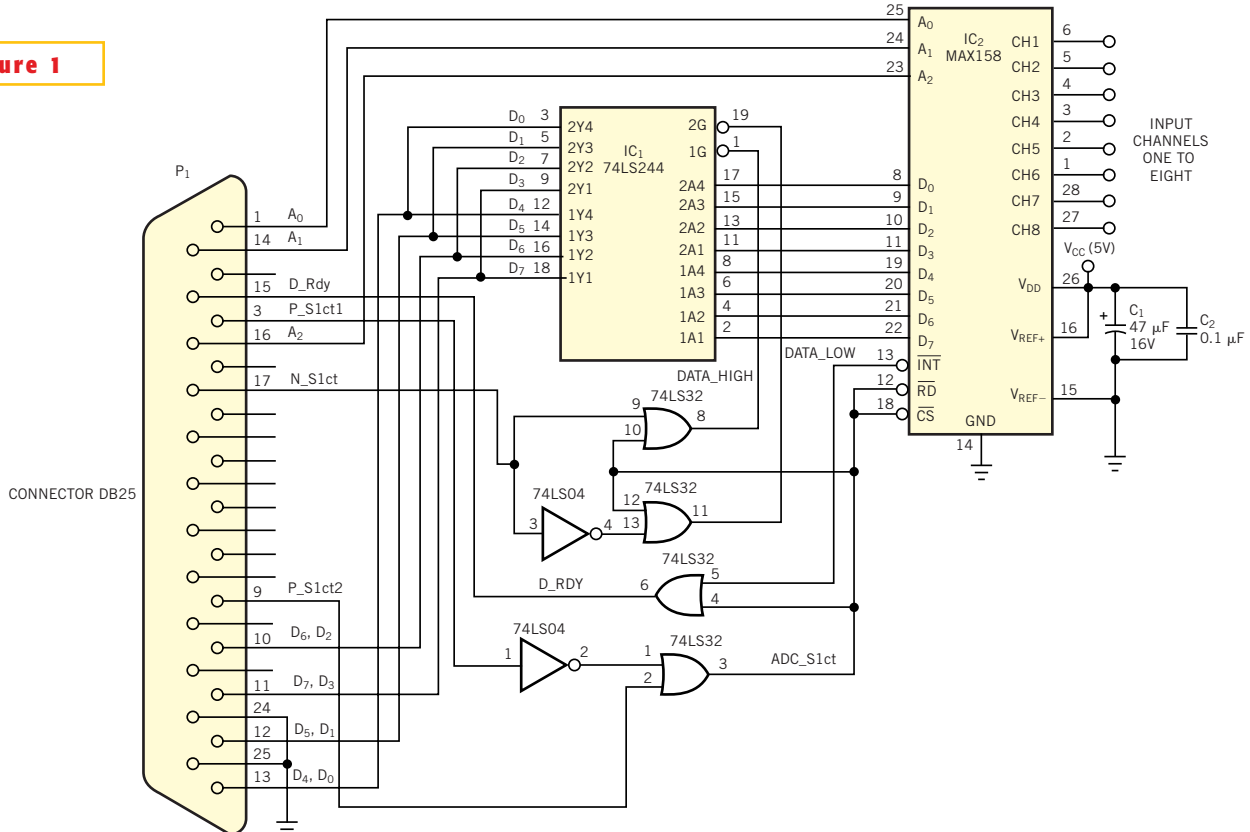 ure 1
P1
CONNECTOR DB25
1 A0
14 A1
15 D_Rdy
3 P_S1ct1
16 A2
17 N_S1ct
9 P_S1ct2
10 D6, D2
11 D7, D3
24
12 D5, D1
25
13 D4, D0
D0 3 2Y4
D1 5 2Y3
D2 7 2Y2
D3 9 2Y1
D4 12 1Y4
D5 14 1Y3
D6 16 1Y2
D7 18 1Y1
IC1
74LS244
2G 19
1G 1
2A4 17
2A3 15
2A2 13
2A1 11
1A4 8
1A3 6
1A2 4
1A1 2
25 A0
24 A1
23 A2
IC2
MAX158
8 D0
9 D1
10 D2
11 D3
19 D4
20 D5
21 D6
22 D7
DATA_LOW 13 INT
12 RD
18 CS
GND
14
CH1 6
CH2 5
CH3 4
CH4 3
CH5 2
CH6 1
CH7 28
CH8 27
INPUT
CHANNELS
ONE TO
EIGHT
VCC (5V)
VDD 26
VREF+ 16
VREF− 15
+
C1
47 µF
16V
C2
0.1 µF
DATA_HIGH
74LS32
9
10
8
74LS32
12
13
11
74LS04
3
4
74LS32
D_RDY 6
5
4
74LS04
1
2
74LS32
1
2
3
ADC_S1ct